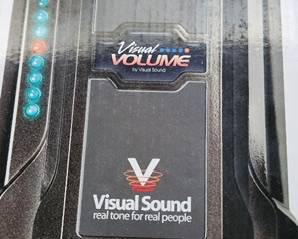 Visual
VOLUME
by Visual Sound
V
Visual Sound
real tone for real people